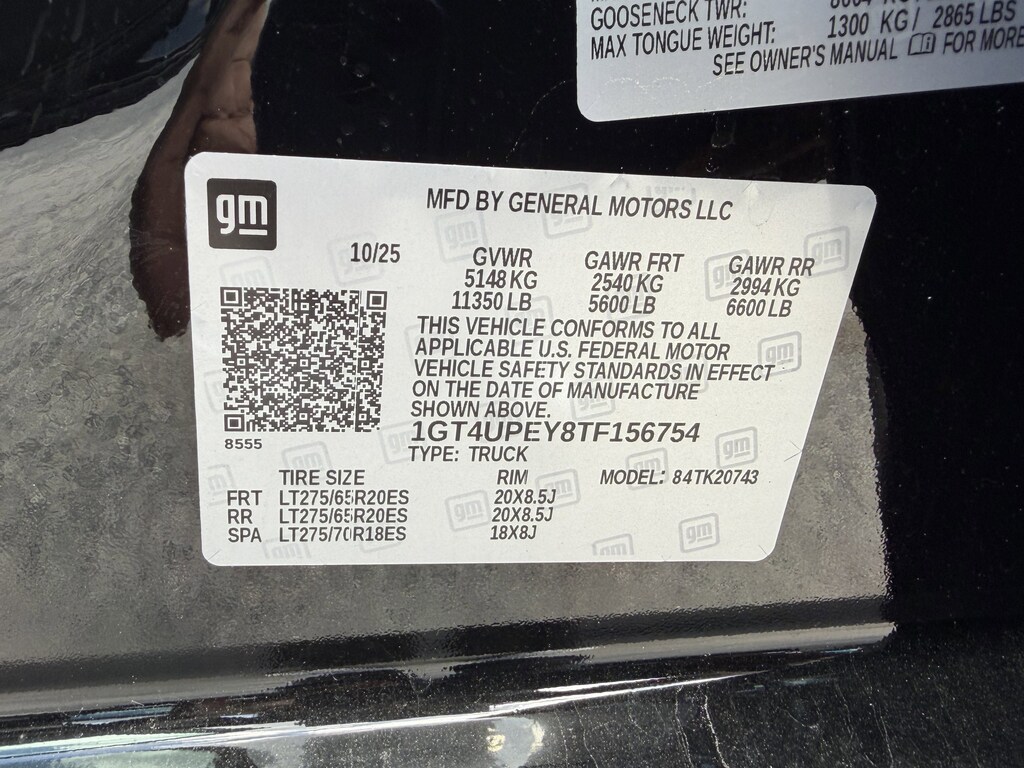 GOOSENECK TWR:
MAX TONGUE WEIGHT: 1300 KG / 2865 LBS
SEE OWNER'S MANUAL FOR MORE
gm
MFD BY GENERAL MOTORS LLC
10/25 GVWR GAWR FRT GAWR RR
5148 KG 2540 KG 2994 KG
11350 LB 5600 LB 6600 LB
THIS VEHICLE CONFORMS TO ALL
APPLICABLE U.S. FEDERAL MOTOR
VEHICLE SAFETY STANDARDS IN EFFECT
ON THE DATE OF MANUFACTURE
SHOWN ABOVE.
8555
1GT4UPEY8TF156754
TYPE: TRUCK
TIRE SIZE RIM MODEL: 84TK20743
FRT LT275/65R20ES 20X8.5J
RR LT275/65R20ES 20X8.5J
SPA LT275/70R18ES 18X8J